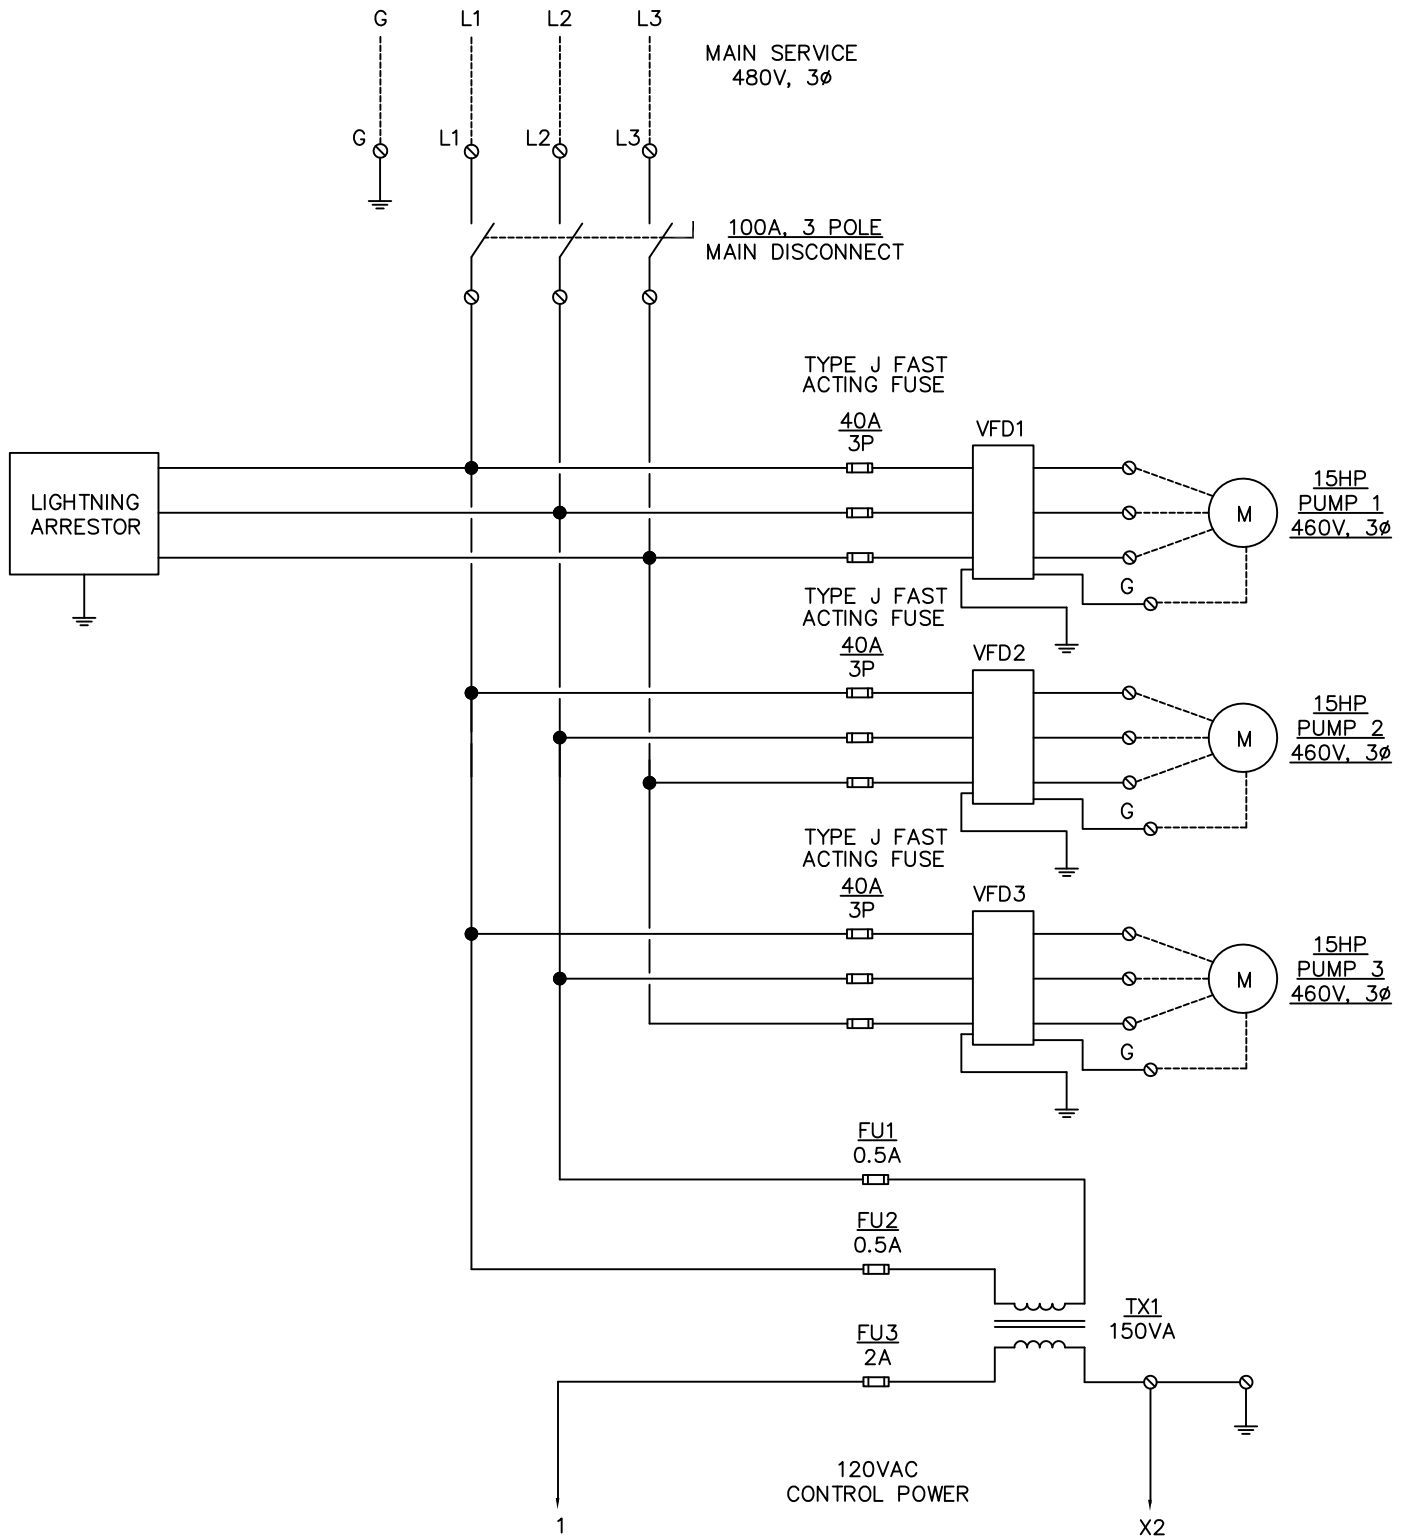 G
L1
L2
L3
MAIN SERVICE
480V, 3Ø
G
L1
L2
L3
100A, 3 POLE
MAIN DISCONNECT
TYPE J FAST
ACTING FUSE
40A
3P
VFD1
LIGHTNING
ARRESTOR
M
15HP
PUMP 1
460V, 3Ø
G
TYPE J FAST
ACTING FUSE
40A
3P
VFD2
M
15HP
PUMP 2
460V, 3Ø
G
TYPE J FAST
ACTING FUSE
40A
3P
VFD3
M
15HP
PUMP 3
460V, 3Ø
G
FU1
0.5A
FU2
0.5A
TX1
150VA
FU3
2A
120VAC
CONTROL POWER
1
X2